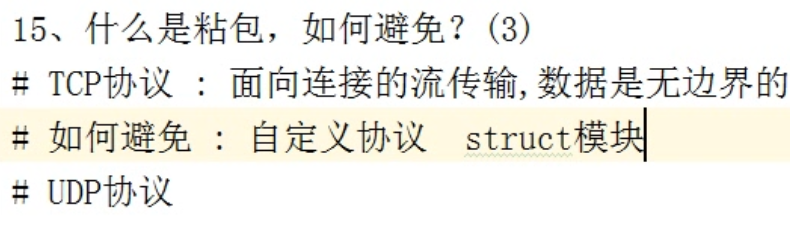 15、什么是粘包，如何避免？(3)
# TCP协议 : 面向连接的流传输,数据是无边界的
# 如何避免 : 自定义协议  struct模块
# UDP协议